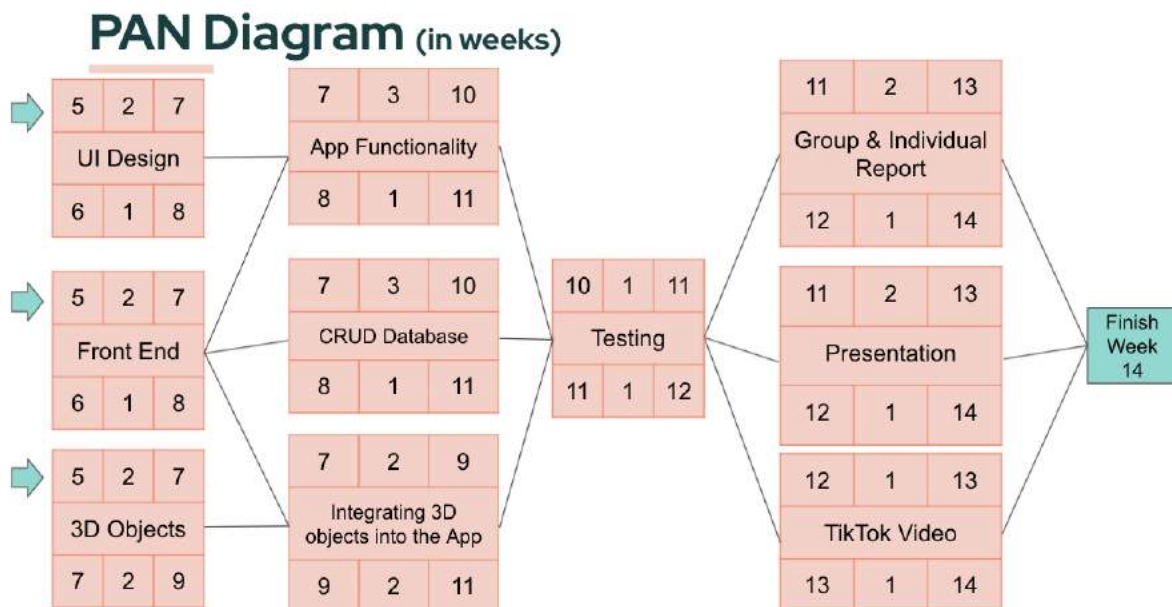 PAN Diagram (in weeks)
5 2 7
UI Design
6 1 8
5 2 7
Front End
6 1 8
5 2 7
3D Objects
7 2 9
7 3 10
App Functionality
8 1 11
7 3 10
CRUD Database
8 1 11
7 2 9
Integrating 3D
objects into the App
9 2 11
10 1 11
Testing
11 1 12
11 2 13
Group & Individual
Report
12 1 14
11 2 13
Presentation
12 1 14
12 1 13
TikTok Video
13 1 14
Finish
Week
14